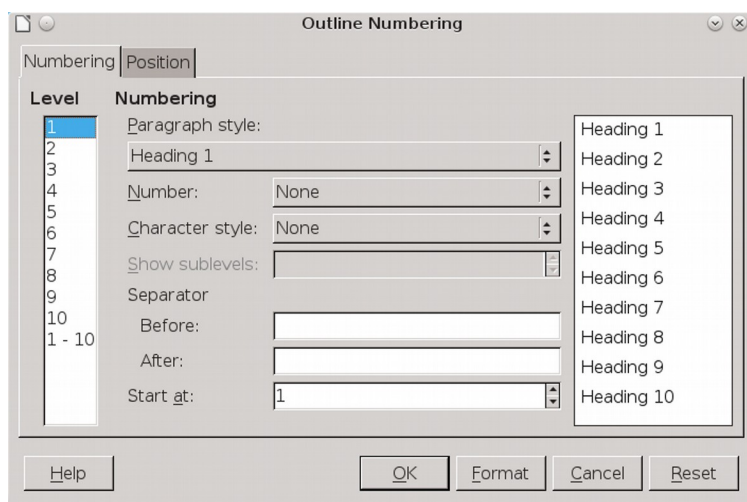 Outline Numbering
Numbering
Position
Level
1
2
3
4
5
6
7
8
9
10
1 - 10
Numbering
Paragraph style:
Heading 1
Number:
None
Character style:
None
Show sublevels:
Separator
Before:
After:
Start at:
1
Heading 1
Heading 2
Heading 3
Heading 4
Heading 5
Heading 6
Heading 7
Heading 8
Heading 9
Heading 10
Help
OK
Format
Cancel
Reset